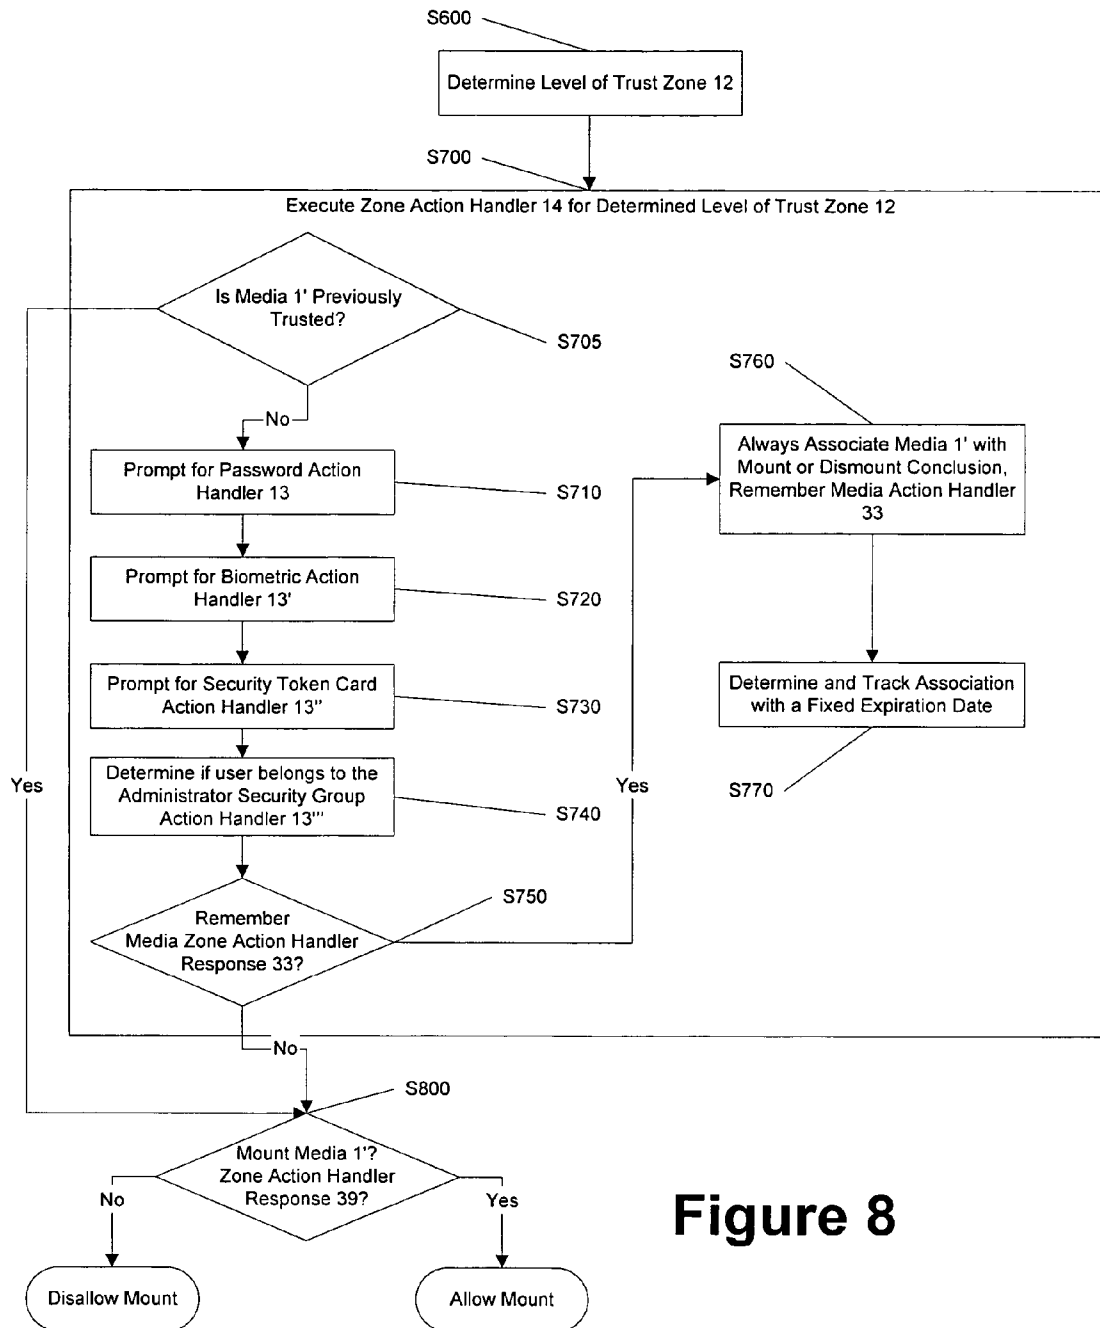 S600
Determine Level of Trust Zone 12
S700
Execute Zone Action Handler 14 for Determined Level of Trust Zone 12
Is Media 1' Previously
Trusted?
S705
No
Prompt for Password Action
Handler 13
S710
Prompt for Biometric Action
Handler 13'
S720
Prompt for Security Token Card
Action Handler 13''
S730
Determine if user belongs to the
Administrator Security Group
Action Handler 13'''
S740
Remember
Media Zone Action Handler
Response 33?
S750
Yes
Yes
S760
Always Associate Media 1' with
Mount or Dismount Conclusion,
Remember Media Action Handler
33
Determine and Track Association
with a Fixed Expiration Date
S770
No
S800
Mount Media 1'?
Zone Action Handler
Response 39?
No
Yes
Disallow Mount
Allow Mount
Figure 8